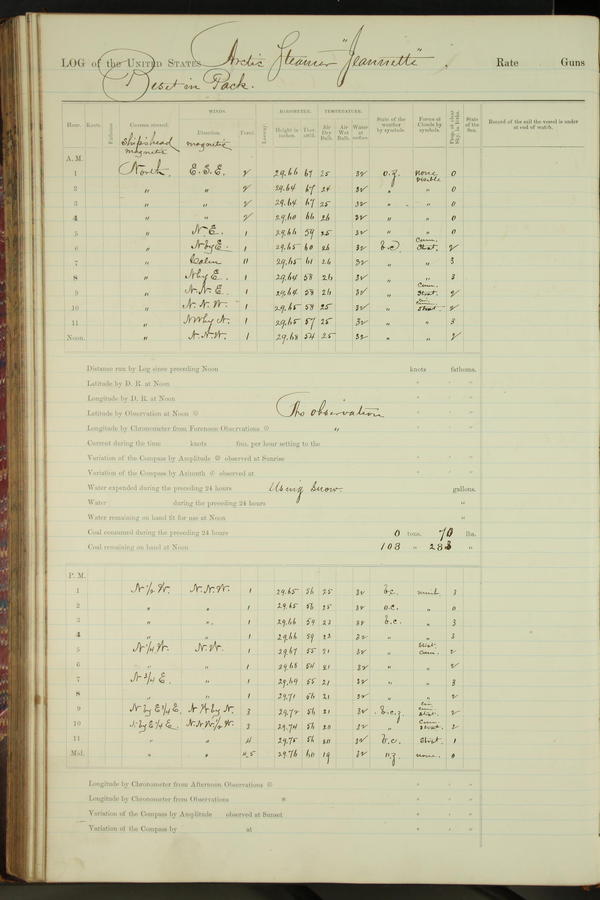 LOG of the UNITED STATES Arctic Steamer "Jeannette". Rate Guns
Beset in Pack.
WINDS. BAROMETER. TEMPERATURE.
Hour. Knots. Fathoms. Courses steered. Direction. Force. Leeway. Height in inches. Ther. att'd. Air Dry Bulb. Air Wet Bulb. Water at surface. State of the weather by symbols. Forms of Clouds by symbols. Prop. of clear Sky, in 10ths. State of the Sea. Record of the sail the vessel is under at end of watch.
Ship's head magnetic magnetic
A. M.
1 North E.S.E. 2 29.66 67 25 32 o.z. none visible 0
2 " " 2 29.64 67 24 32 " " 0
3 " " 2 29.64 67 25 32 " " 0
4 " " 2 29.60 66 26 32 " " 0
5 " N.E. 1 29.66 59 25 32 " " 0
6 " N by E. 1 29.65 60 26 32 b.c. Cum. Strat. 2
7 " Calm 0 29.65 61 26 32 " " 3
8 " N by E. 1 29.64 58 26 32 " " 3
9 " N.N.E. 1 29.64 58 26 32 " Cum. Strat. 2
10 " N.N.W. 1 29.65 58 25 32 " Strat. 2
11 " NW by N. 1 29.65 57 25 32 " " 3
Noon. " N.N.W. 1 29.68 54 25 32 " " 2
Distance run by Log since preceding Noon knots fathoms.
Latitude by D. R. at Noon ° ' "
Longitude by D. R. at Noon ° ' "
Latitude by Observation at Noon No observation ° ' "
Longitude by Chronometer from Forenoon Observations " ° ' "
Current during the time knots fms. per hour setting to the
Variation of the Compass by Amplitude observed at Sunrise ° ' "
Variation of the Compass by Azimuth observed at ° ' "
Water expended during the preceding 24 hours Using snow. gallons.
Water during the preceding 24 hours "
Water remaining on hand fit for use at Noon "
Coal consumed during the preceding 24 hours 0 tons. 70 lbs.
Coal remaining on hand at Noon 103 " 283 "
P. M.
1 N ½ W. N.N.W. 1 29.65 56 25 32 b.c. 3
2 " " 1 29.65 56 25 32 o.c. " 0
3 " " 1 29.66 59 23 32 b.c. " 3
4 " " 1 29.66 59 22 32 " " 3
5 N ¼ W. N.W. 1 29.67 55 21 32 " Strat. Cum. 2
6 " " 1 29.68 54 21 32 " " 2
7 N ¾ E. " 1 29.69 55 21 32 " " 3
8 " " 1 29.71 56 21 32 " " 2
9 N by E ¼ E. N W by N. 3 29.72 56 21 32 b.c.z. Cum. Strat. 2
10 N by E ¼ E. N.N.W ½ W. 3 29.74 56 20 32 " Cum. Strat. 2
11 " " 4 29.75 56 20 32 b.c. Strat. 1
Mid. " " 4.5 29.76 60 19 32 o.z. none. 0
Longitude by Chronometer from Afternoon Observations ° ' "
Longitude by Chronometer from Observations ° ' "
Variation of the Compass by Amplitude observed at Sunset ° ' "
Variation of the Compass by at ° ' "